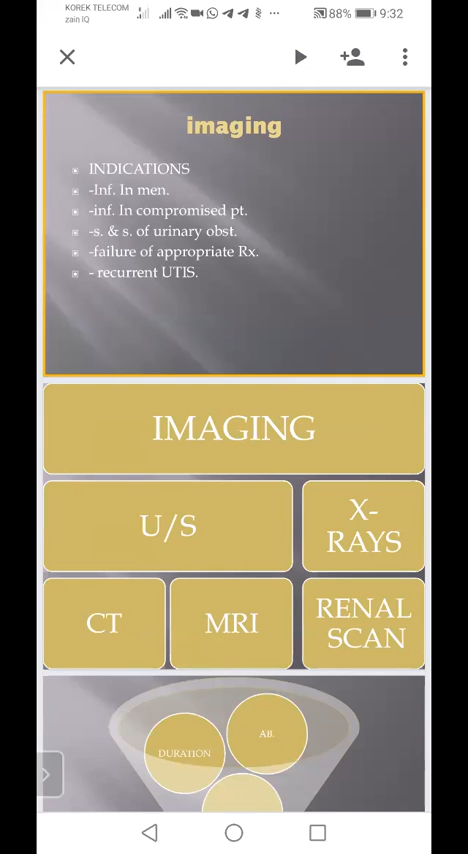 KOREK TELECOM
zain IQ
88%
9:32
imaging
INDICATIONS
-Inf. In men.
-inf. In compromised pt.
-s. & s. of urinary obst.
-failure of appropriate Rx.
- recurrent UTIS.
IMAGING
U/S
X-
RAYS
CT
MRI
RENAL
SCAN
AB.
DURATION